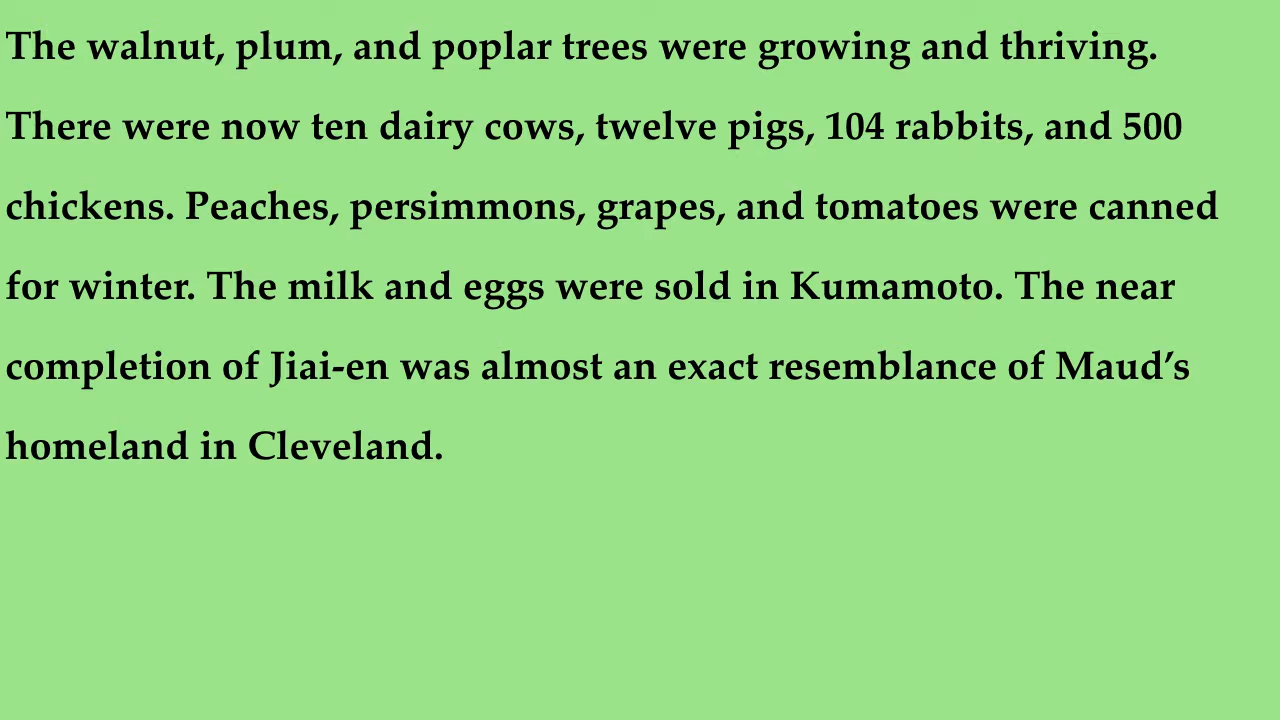 The walnut, plum, and poplar trees were growing and thriving.
There were now ten dairy cows, twelve pigs, 104 rabbits, and 500
chickens. Peaches, persimmons, grapes, and tomatoes were canned
for winter. The milk and eggs were sold in Kumamoto. The near
completion of Jiai-en was almost an exact resemblance of Maud’s
homeland in Cleveland.